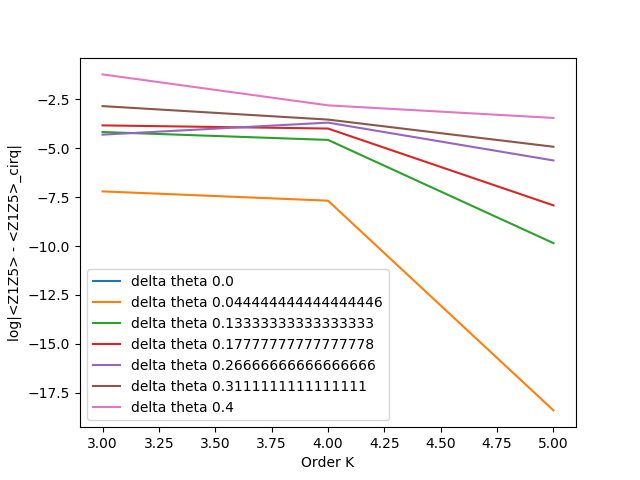 log|<Z1Z5> - <Z1Z5>_cirq|
−2.5
−5.0
−7.5
−10.0
−12.5
−15.0
−17.5
delta theta 0.0
delta theta 0.044444444444444446
delta theta 0.13333333333333333
delta theta 0.17777777777777778
delta theta 0.26666666666666666
delta theta 0.3111111111111111
delta theta 0.4
3.00 3.25 3.50 3.75 4.00 4.25 4.50 4.75 5.00
Order K